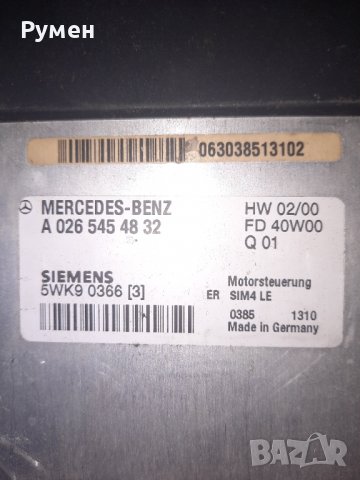 Румен
063038513102
MERCEDES-BENZ
A 026 545 48 32
HW 02/00
FD 40W00
Q 01
SIEMENS
5WK9 0366 [3]
Motorsteuerung
ER SIM4 LE
0385 1310
Made in Germany
BAZAR